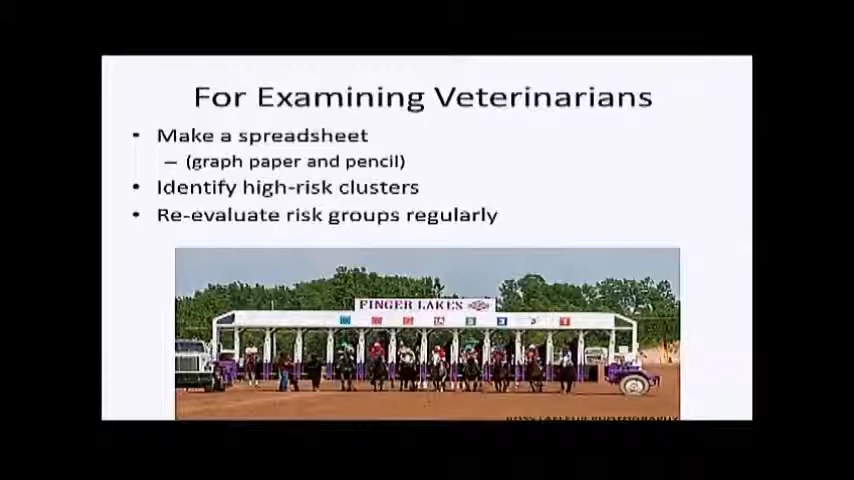 For Examining Veterinarians
• Make a spreadsheet
– (graph paper and pencil)
• Identify high-risk clusters
• Re-evaluate risk groups regularly
FINGER LAKES